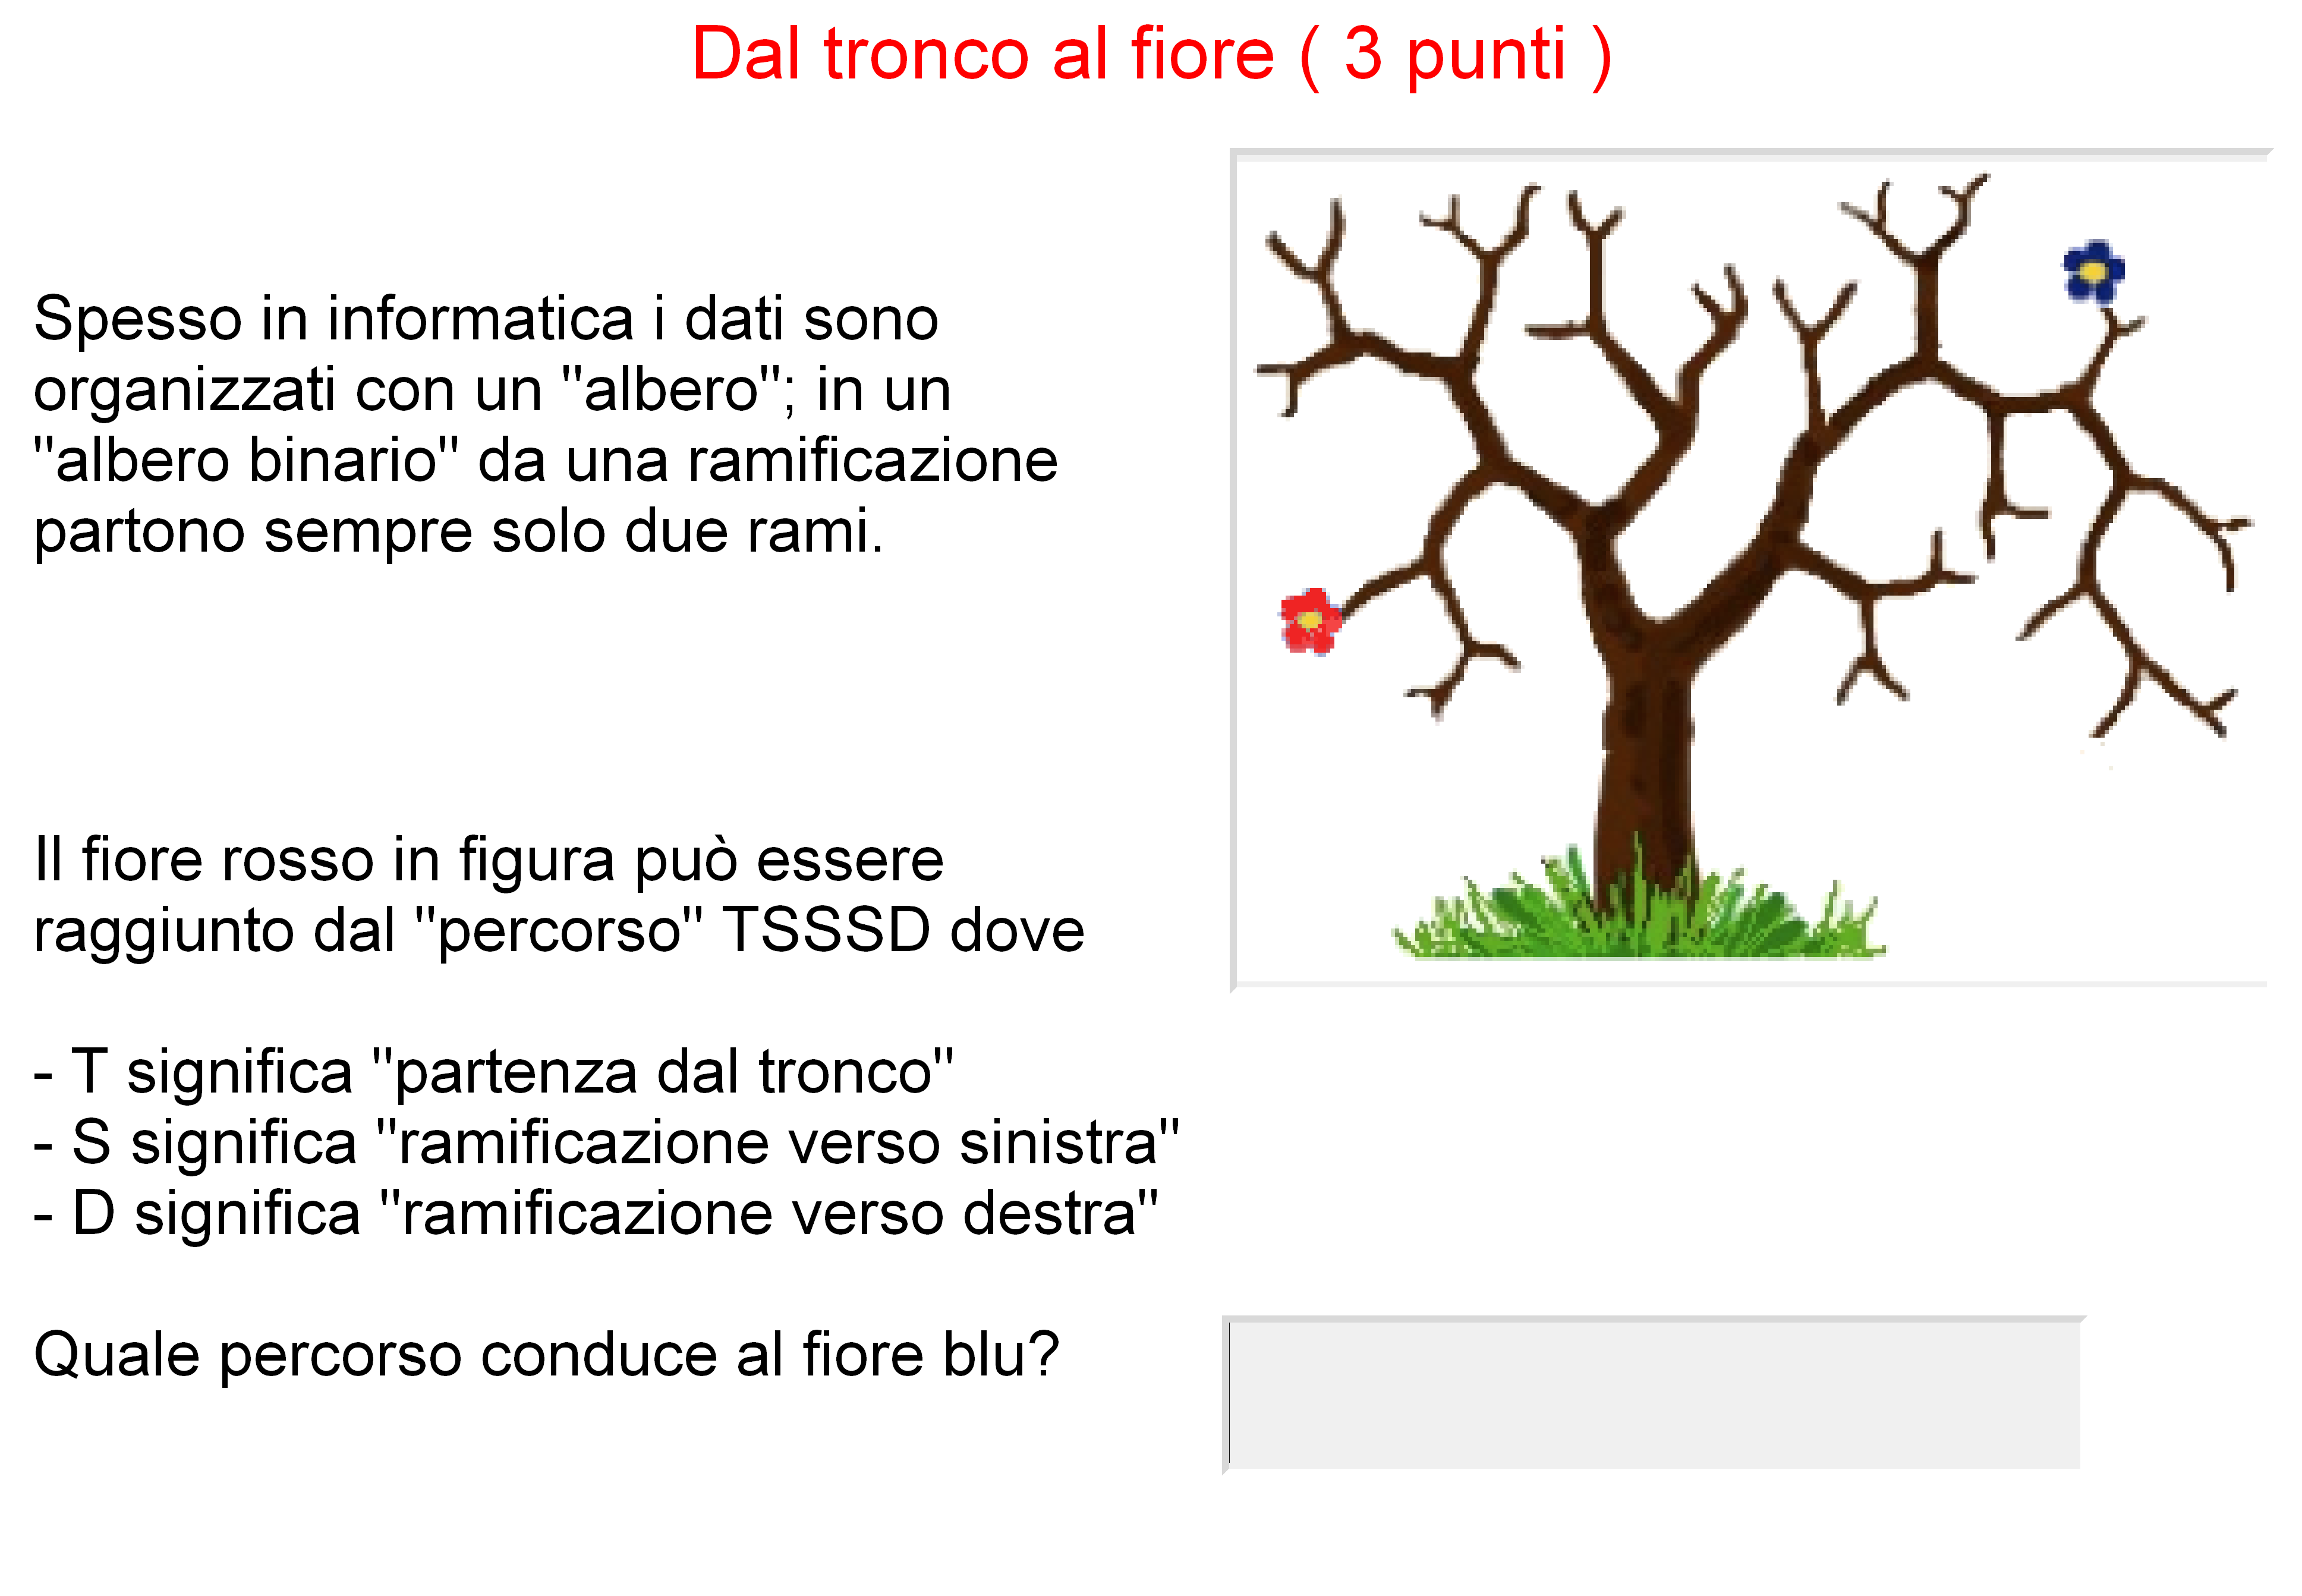 Dal tronco al fiore ( 3 punti )
Spesso in informatica i dati sono
organizzati con un "albero"; in un
"albero binario" da una ramificazione
partono sempre solo due rami.
Il fiore rosso in figura può essere
raggiunto dal "percorso" TSSSD dove
- T significa "partenza dal tronco"
- S significa "ramificazione verso sinistra"
- D significa "ramificazione verso destra"
Quale percorso conduce al fiore blu?